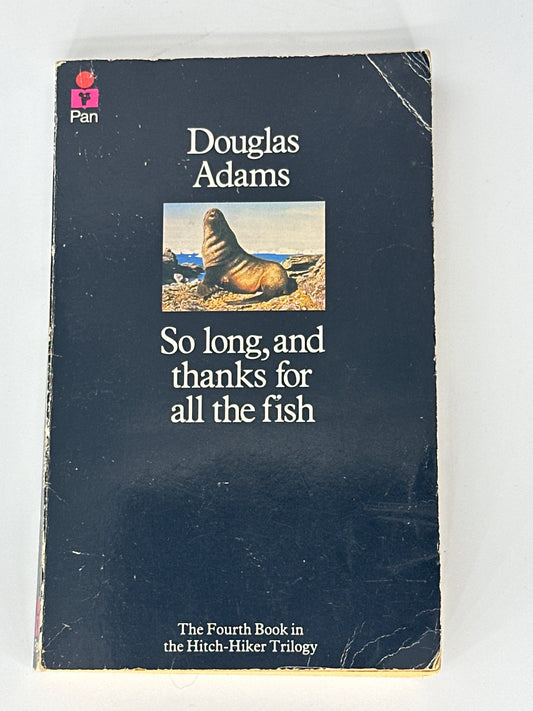 Pan
Douglas
Adams
So long, and
thanks for
all the fish
The Fourth Book in
the Hitch-Hiker Trilogy